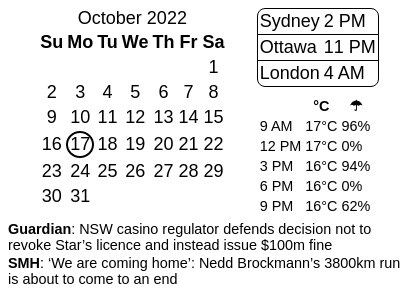 October 2022
Su Mo Tu We Th Fr Sa
1
2 3 4 5 6 7 8
9 10 11 12 13 14 15
16 17 18 19 20 21 22
23 24 25 26 27 28 29
30 31
Sydney 2 PM
Ottawa 11 PM
London 4 AM
°C ☂
9 AM 17°C 96%
12 PM 17°C 0%
3 PM 16°C 94%
6 PM 16°C 0%
9 PM 16°C 62%
Guardian: NSW casino regulator defends decision not to
revoke Star’s licence and instead issue $100m fine
SMH: ‘We are coming home’: Nedd Brockmann’s 3800km run
is about to come to an end